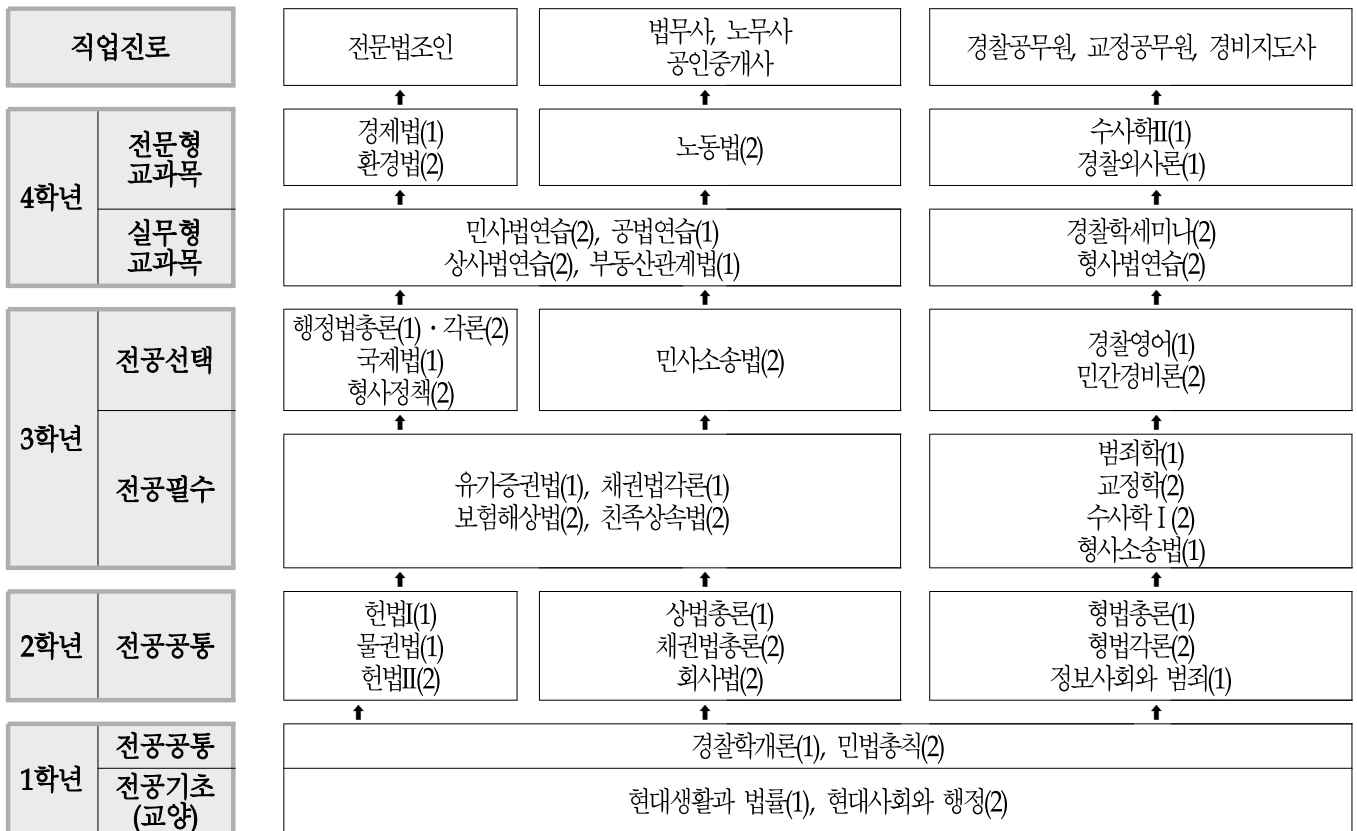 직업진로
전문법조인
법무사, 노무사
공인중개사
경찰공무원, 교정공무원, 경비지도사
4학년
전문형
교과목
경제법(1)
환경법(2)
노동법(2)
수사학II(1)
경찰외사론(1)
실무형
교과목
민사법연습(2), 공법연습(1)
상사법연습(2), 부동산관계법(1)
경찰학세미나(2)
형사법연습(2)
3학년
전공선택
행정법총론(1)·각론(2)
국제법(1)
형사정책(2)
민사소송법(2)
경찰영어(1)
민간경비론(2)
전공필수
유가증권법(1), 채권법각론(1)
보험해상법(2), 친족상속법(2)
범죄학(1)
교정학(2)
수사학Ⅰ(2)
형사소송법(1)
2학년
전공공통
헌법I(1)
물권법(1)
헌법II(2)
상법총론(1)
채권법총론(2)
회사법(2)
형법총론(1)
형법각론(2)
정보사회와 범죄(1)
1학년
전공공통
경찰학개론(1), 민법총칙(2)
전공기초
(교양)
현대생활과 법률(1), 현대사회와 행정(2)